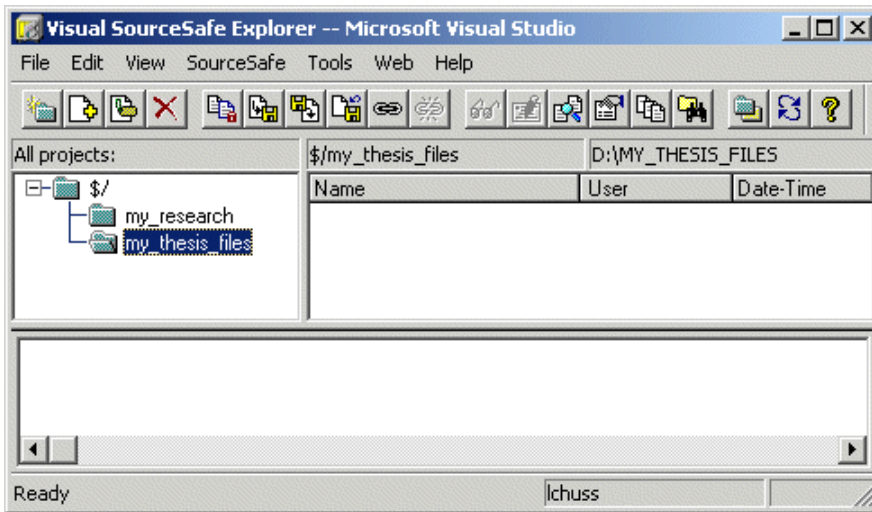 Visual SourceSafe Explorer -- Microsoft Visual Studio
File Edit View SourceSafe Tools Web Help
All projects: $/my_thesis_files D:\MY_THESIS_FILES
$/ Name User Date-Time
my_research
my_thesis_files
Ready lchuss